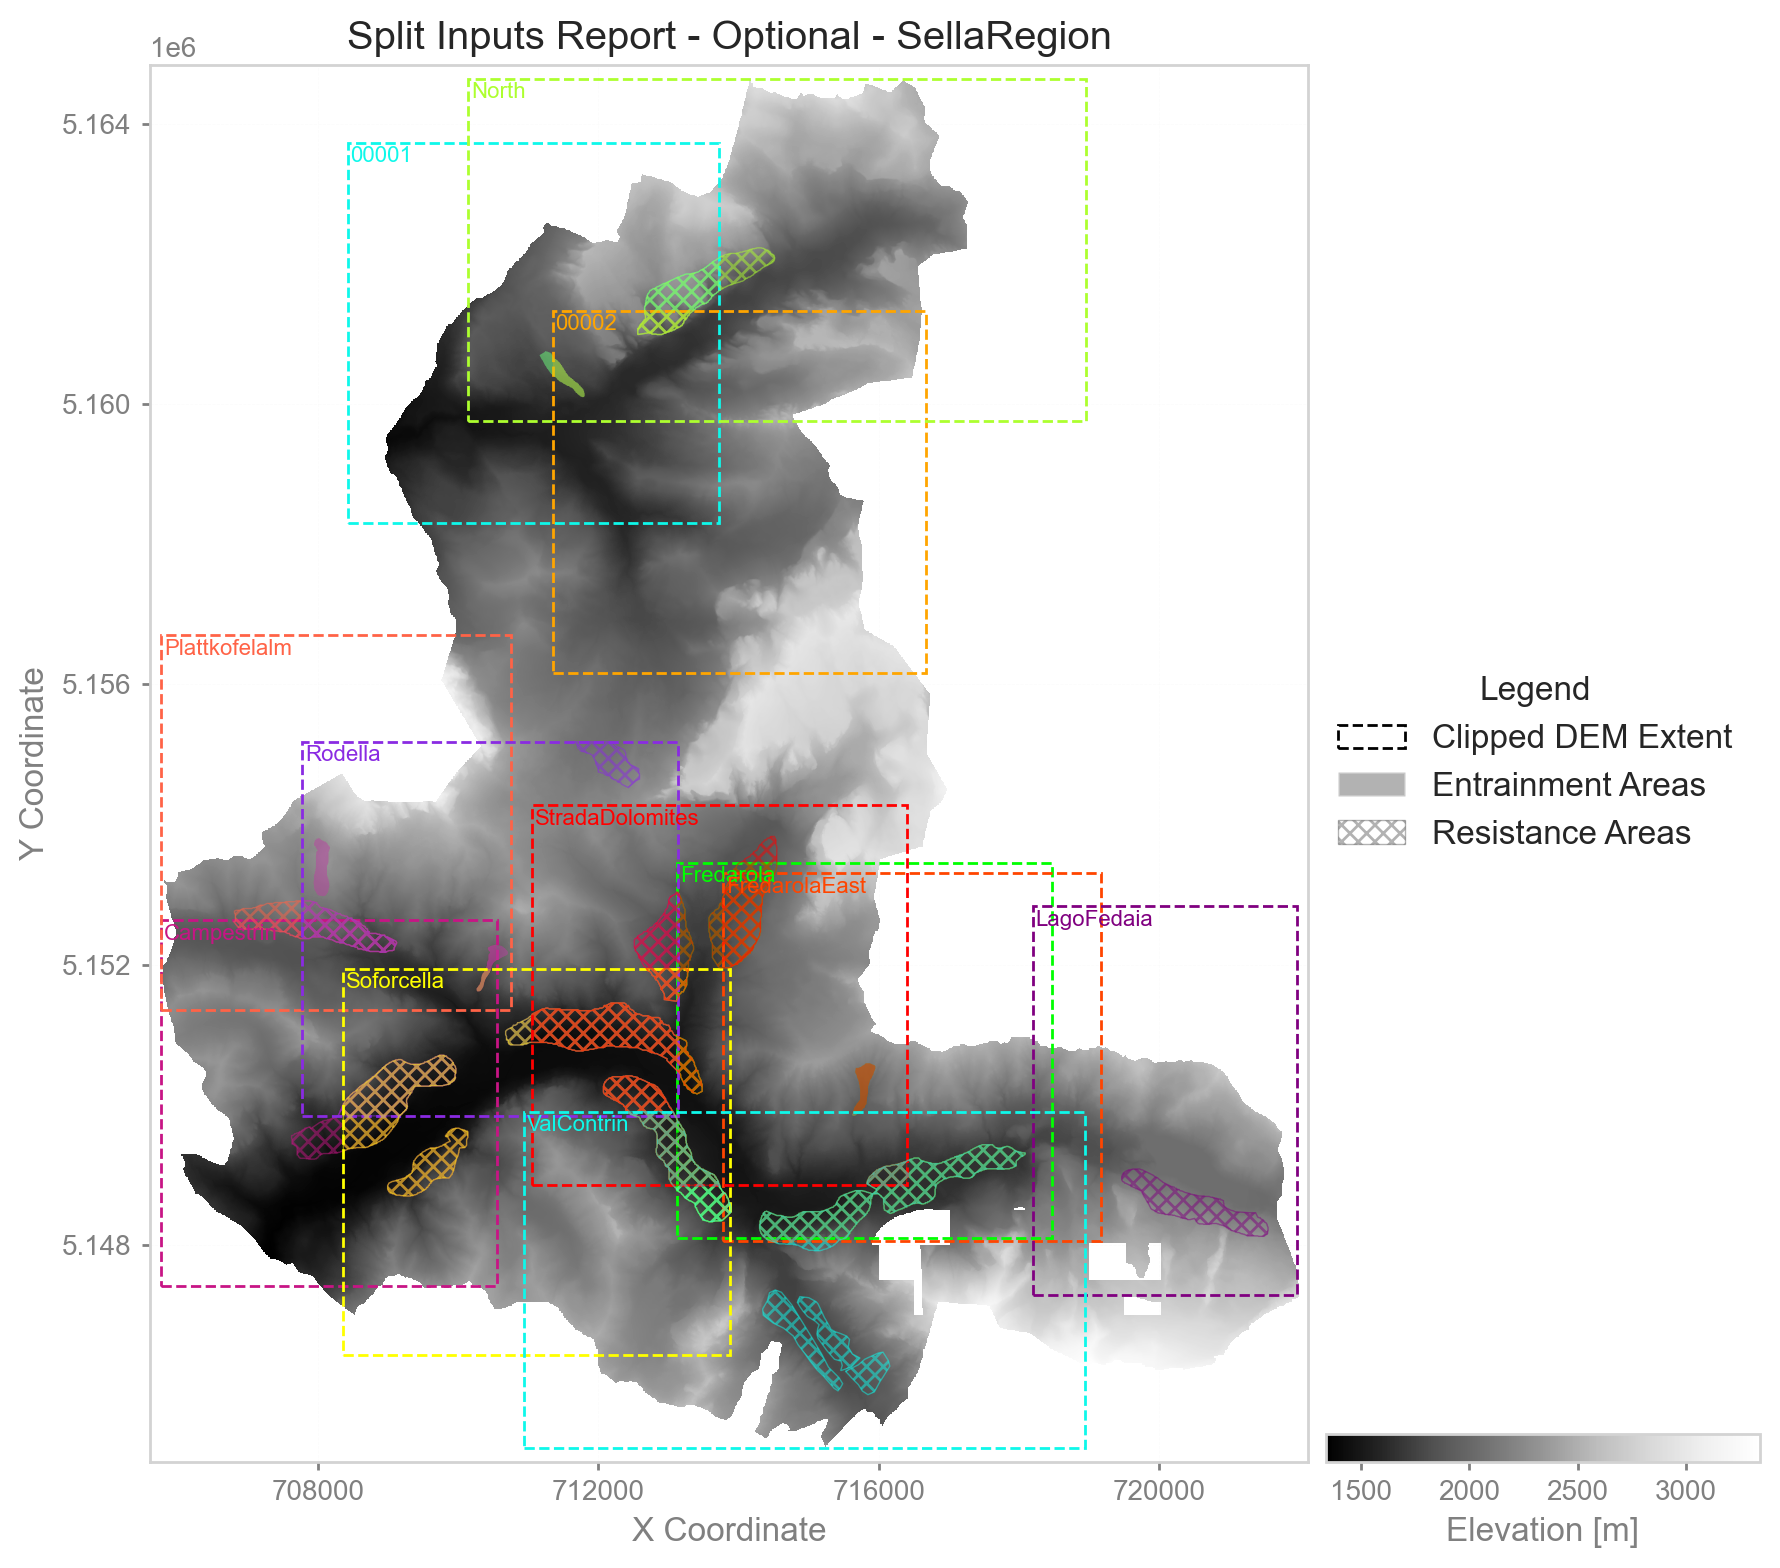 Split Inputs Report - Optional - SellaRegion
1e6
North
5.164
00001
00002
5.160
Plattkofelalm
5.156
Legend
Clipped DEM Extent
Entrainment Areas
Resistance Areas
Y Coordinate
Rodella
StradaDolomites
Fredarola
FredarolaEast
LagoFedaia
Campestrin
5.152
Soforcella
ValContrin
5.148
708000
712000
716000
720000
X Coordinate
1500
2000
2500
3000
Elevation [m]